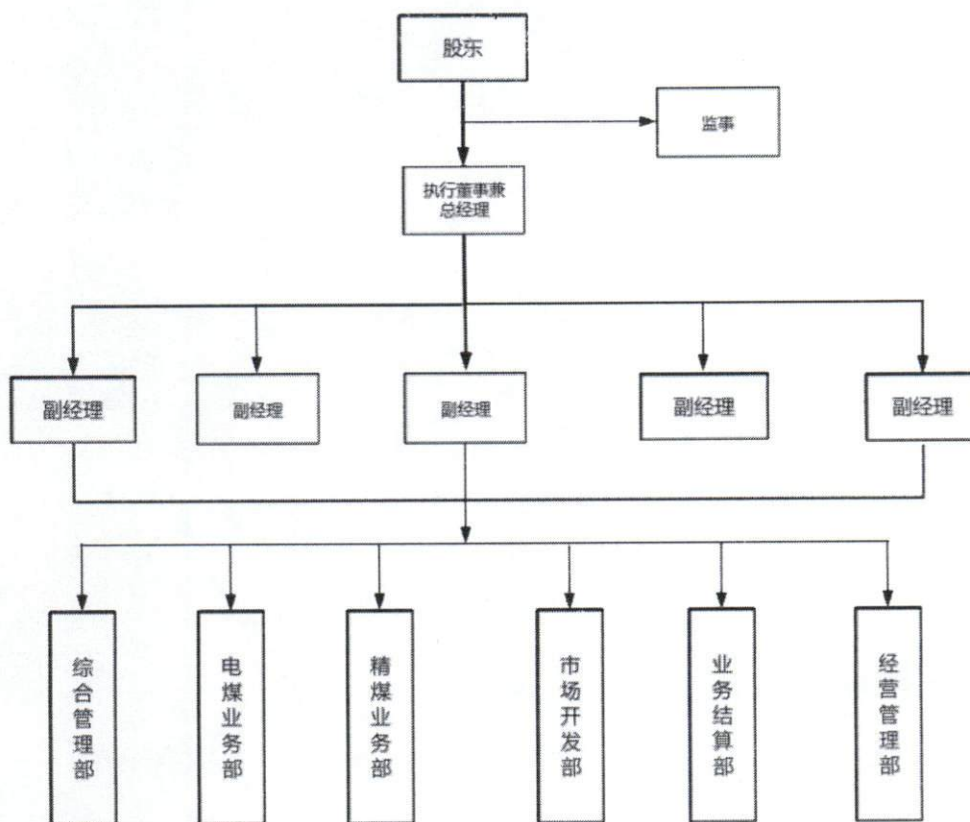 股东
监事
执行董事兼
总经理
副经理
副经理
副经理
副经理
副经理
综合管理部
电煤业务部
精煤业务部
市场开发部
业务结算部
经营管理部